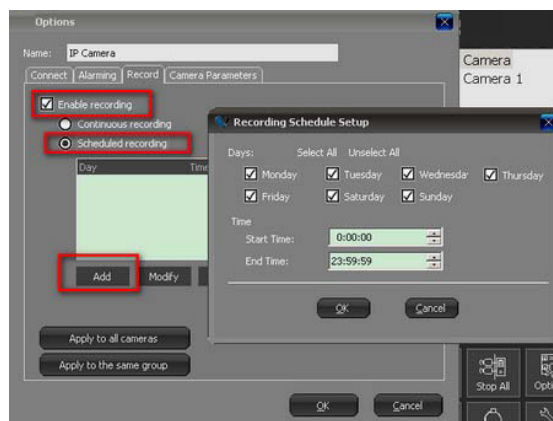 Options
Name: IP Camera
Connect Alarming Record Camera Parameters
Enable recording
Continuous recording
Scheduled recording
Day Time
Add Modify
Apply to all cameras
Apply to the same group
OK Cancel
Recording Schedule Setup
Days: Select All Unselect All
Monday Tuesday Wednesdar Thursday
Friday Saturday Sunday
Time
Start Time: 0:00:00
End Time: 23:59:59
OK Cancel
Camera
Camera 1
Stop All Opti